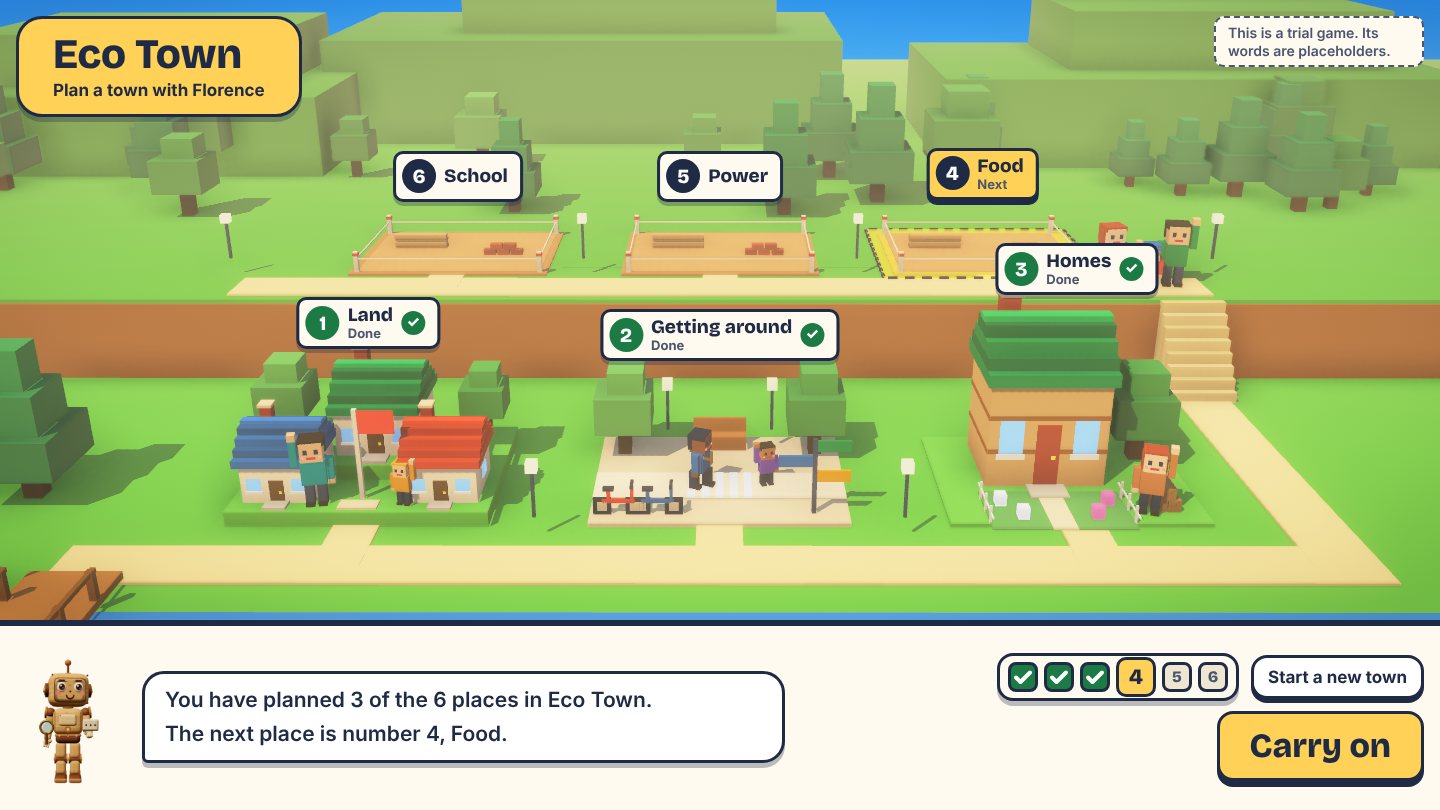 Eco Town
Plan a town with Florence
This is a trial game. Its
words are placeholders.
6 School
5 Power
4 Food
Next
3 Homes
Done
1 Land
Done
2 Getting around
Done
You have planned 3 of the 6 places in Eco Town.
The next place is number 4, Food.
4 5 6
Start a new town
Carry on